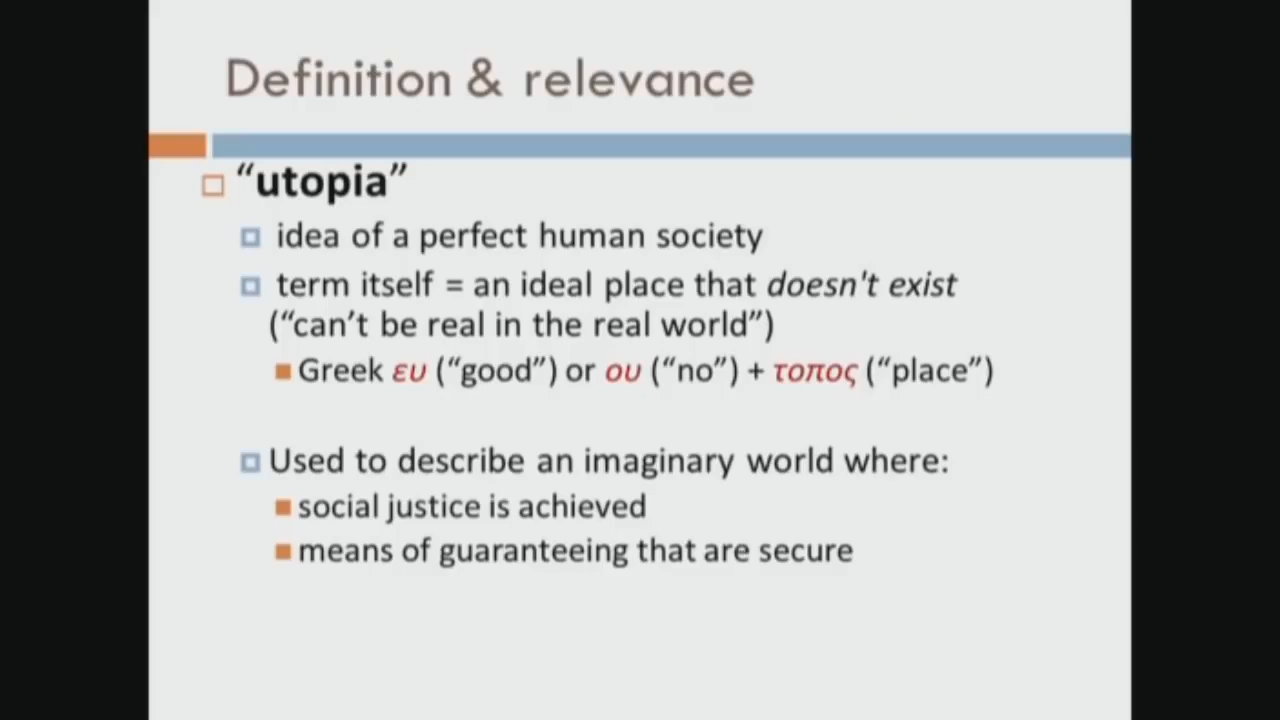 Definition & relevance
“utopia”
idea of a perfect human society
term itself = an ideal place that doesn't exist
(“can’t be real in the real world”)
Greek ευ (“good”) or ου (“no”) + τοπος (“place”)
Used to describe an imaginary world where:
social justice is achieved
means of guaranteeing that are secure